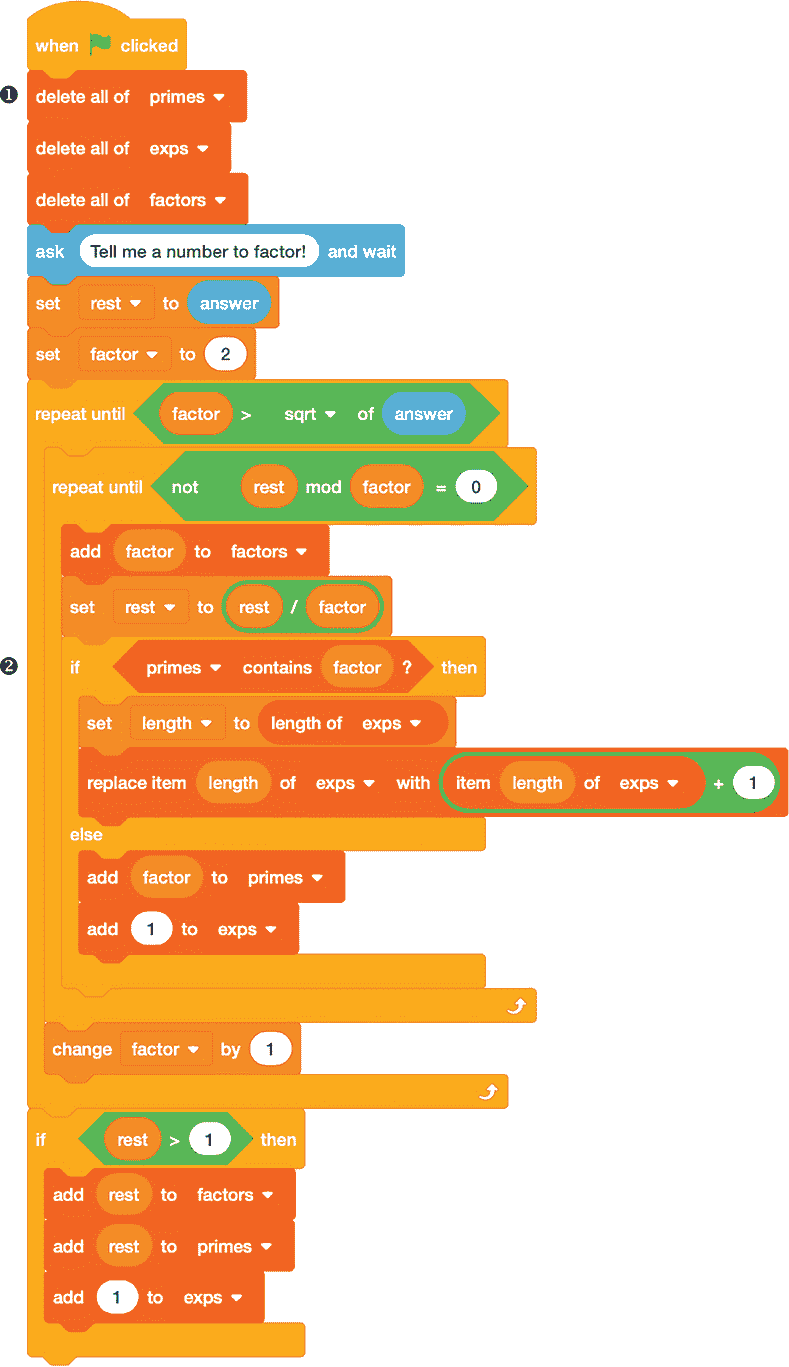 when clicked
❶ delete all of primes
delete all of exps
delete all of factors
ask Tell me a number to factor! and wait
set rest to answer
set factor to 2
repeat until factor > sqrt of answer
repeat until not rest mod factor = 0
add factor to factors
set rest to rest / factor
❷ if primes contains factor ? then
set length to length of exps
replace item length of exps with item length of exps + 1
else
add factor to primes
add 1 to exps
change factor by 1
if rest > 1 then
add rest to factors
add rest to primes
add 1 to exps